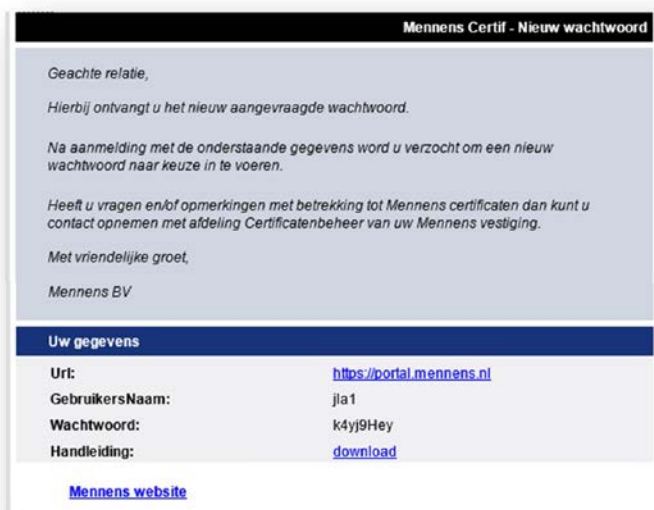 Mennens Certif - Nieuw wachtwoord
Geachte relatie,
Hierbij ontvangt u het nieuw aangevraagde wachtwoord.
Na aanmelding met de onderstaande gegevens word u verzocht om een nieuw
wachtwoord naar keuze in te voeren.
Heeft u vragen en/of opmerkingen met betrekking tot Mennens certificaten dan kunt u
contact opnemen met afdeling Certificatenbeheer van uw Mennens vestiging.
Met vriendelijke groet,
Mennens BV
Uw gegevens
Url: https://portal.mennens.nl
GebruikersNaam: jla1
Wachtwoord: k4yj9Hey
Handleiding: download
Mennens website